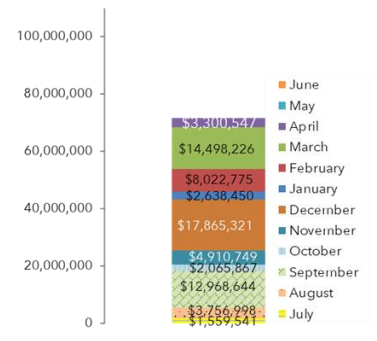 100,000,000
80,000,000
60,000,000
40,000,000
20,000,000
0
$3,300,547
$14,498,226
$8,022,775
$2,638,450
$17,865,321
$4,910,749
$2,065,867
$12,968,644
$3,756,998
$1,559,541
June
May
April
March
February
January
December
November
October
September
August
July